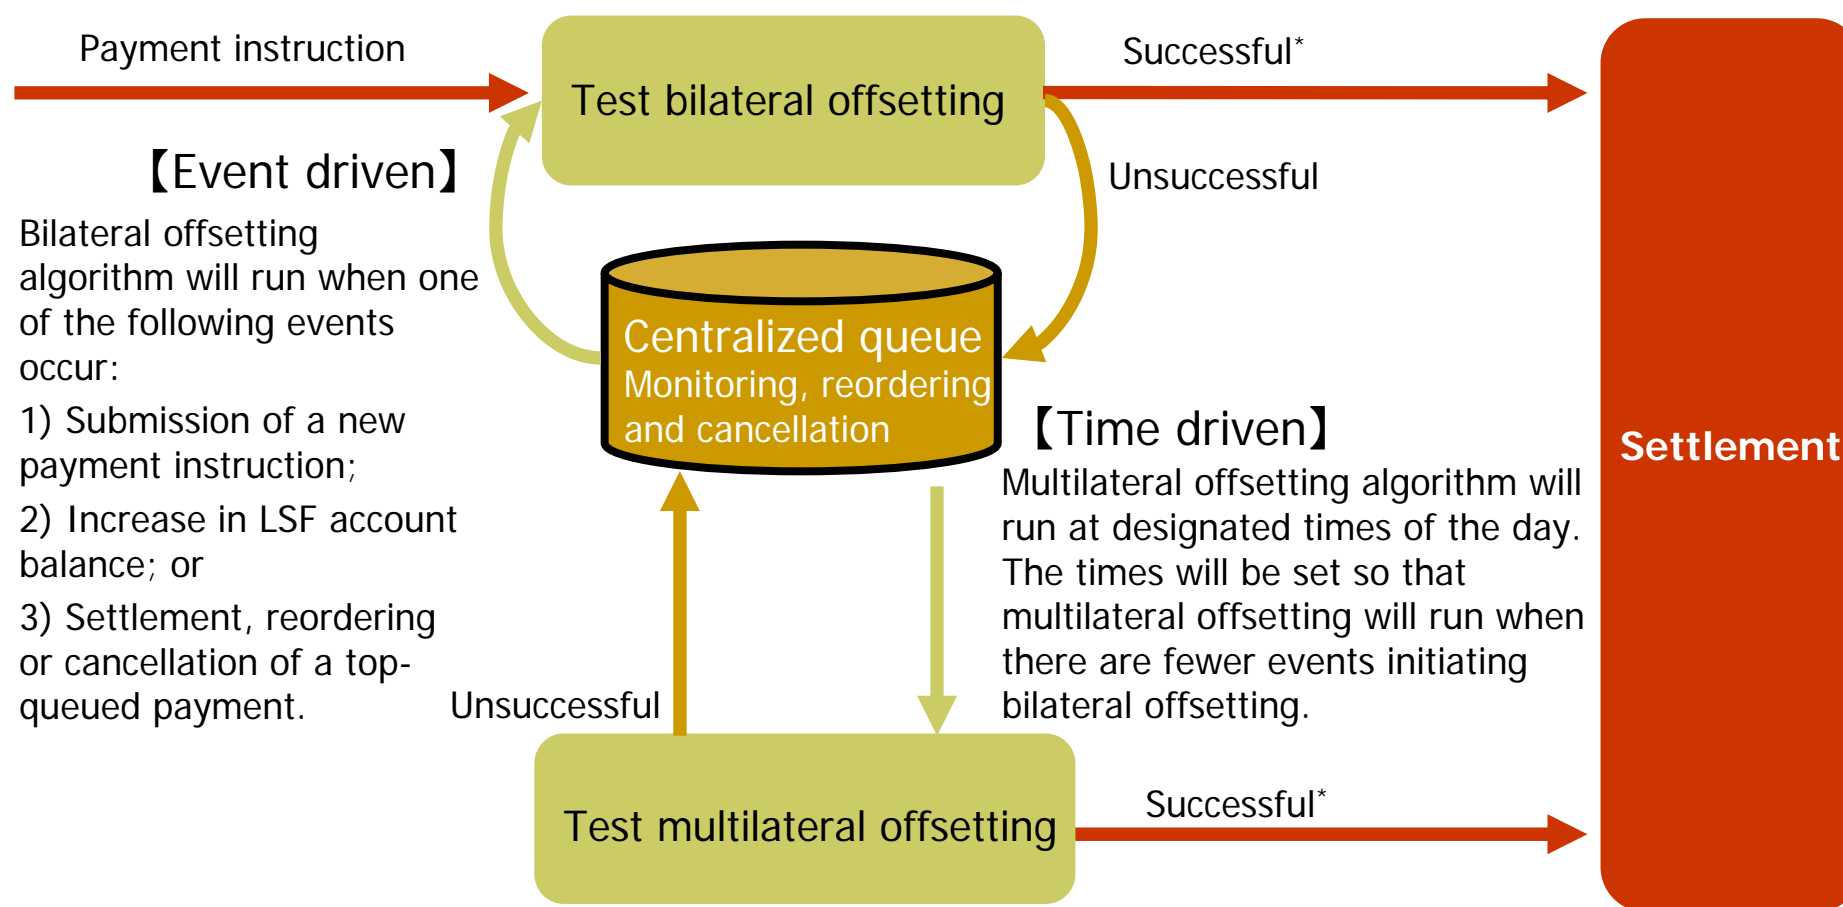 Payment instruction
Test bilateral offsetting
Successful*
Unsuccessful
【Event driven】
Bilateral offsetting
algorithm will run when one
of the following events
occur:
1) Submission of a new
payment instruction;
2) Increase in LSF account
balance; or
3) Settlement, reordering
or cancellation of a top-
queued payment.
Centralized queue
Monitoring, reordering
and cancellation
【Time driven】
Multilateral offsetting algorithm will
run at designated times of the day.
The times will be set so that
multilateral offsetting will run when
there are fewer events initiating
bilateral offsetting.
Settlement
Unsuccessful
Test multilateral offsetting
Successful*